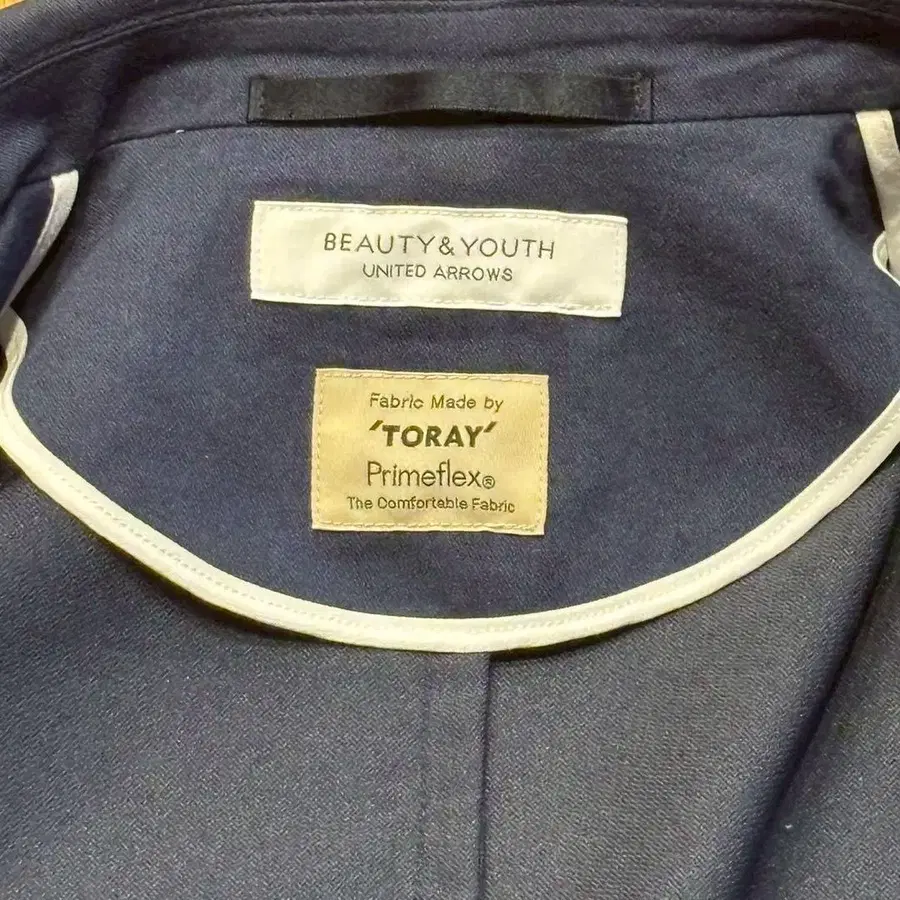 BEAUTY&YOUTH
UNITED ARROWS
Fabric Made by
'TORAY'
Primeflex®
The Comfortable Fabric